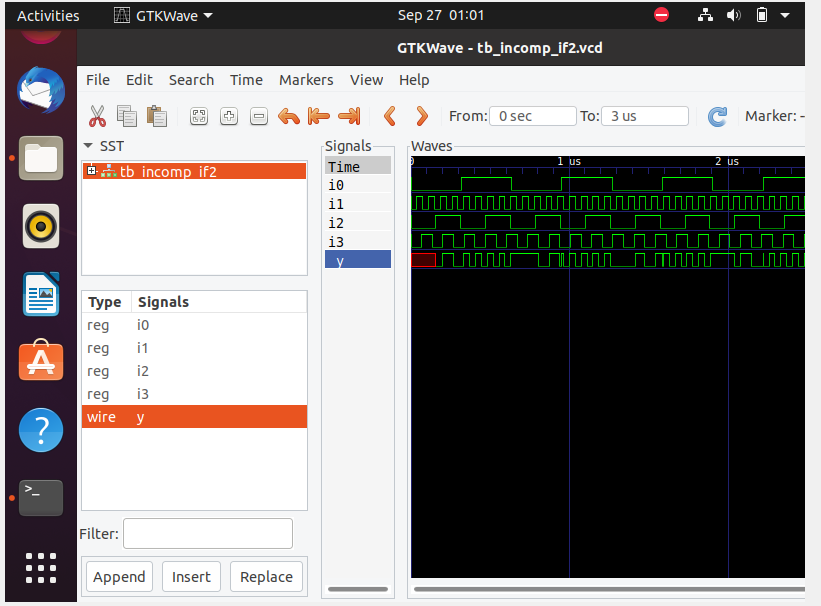 Activities GTKWave Sep 27 01:01
GTKWave - tb_incomp_if2.vcd
File Edit Search Time Markers View Help
From: 0 sec To: 3 us Marker: -
SST
Signals
Waves
tb_incomp_if2
Time
0 1 us 2 us
i0
i1
i2
i3
y
Type Signals
reg i0
reg i1
reg i2
reg i3
wire y
Filter:
Append Insert Replace